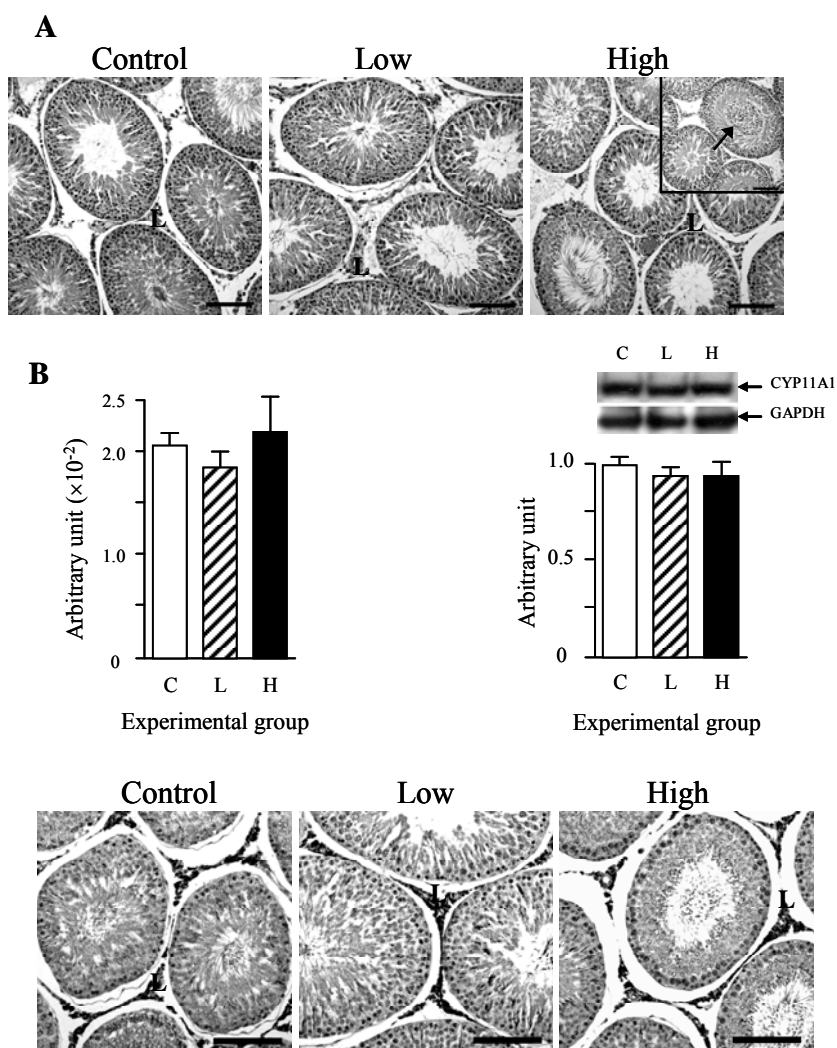 A
Control Low High
L L L
B
C L H
CYP11A1
GAPDH
2.5
2.0
1.0
0
Arbitrary unit (×10-2)
C L H
Experimental group
1.0
0.5
0
Arbitrary unit
C L H
Experimental group
Control Low High
L L L